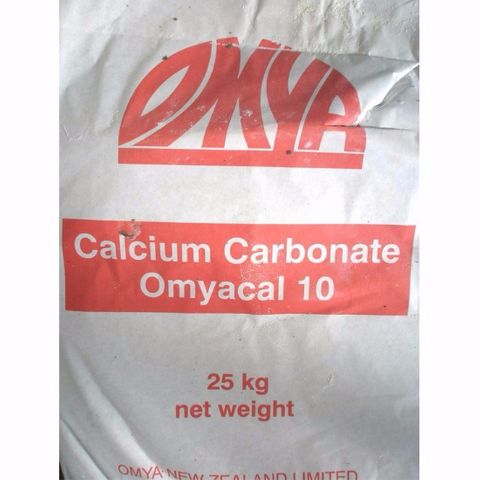 OMYA
Calcium Carbonate
Omyacal 10
25 kg
net weight
OMYA NEW ZEALAND LIMITED